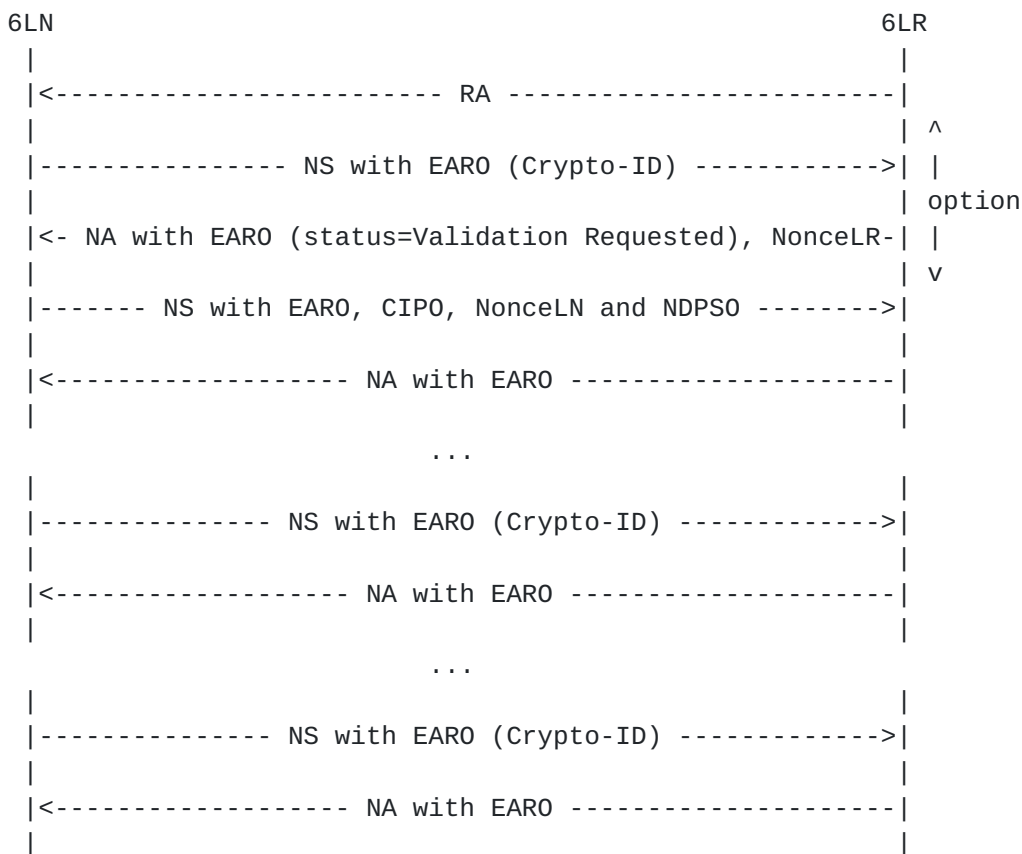 6LN                                                     6LR
 |                                                       |
 |<------------------------- RA -------------------------|
 |                                                       | ^
 |---------------- NS with EARO (Crypto-ID) ------------>| |
 |                                                       | option
 |<- NA with EARO (status=Validation Requested), NonceLR-| |
 |                                                       | v
 |------- NS with EARO, CIPO, NonceLN and NDPSO -------->|
 |                                                       |
 |<------------------- NA with EARO ---------------------|
 |                                                       |
                           ...
 |                                                       |
 |--------------- NS with EARO (Crypto-ID) ------------->|
 |                                                       |
 |<------------------- NA with EARO ---------------------|
 |                                                       |
                           ...
 |                                                       |
 |--------------- NS with EARO (Crypto-ID) ------------->|
 |                                                       |
 |<------------------- NA with EARO ---------------------|
 |                                                       |